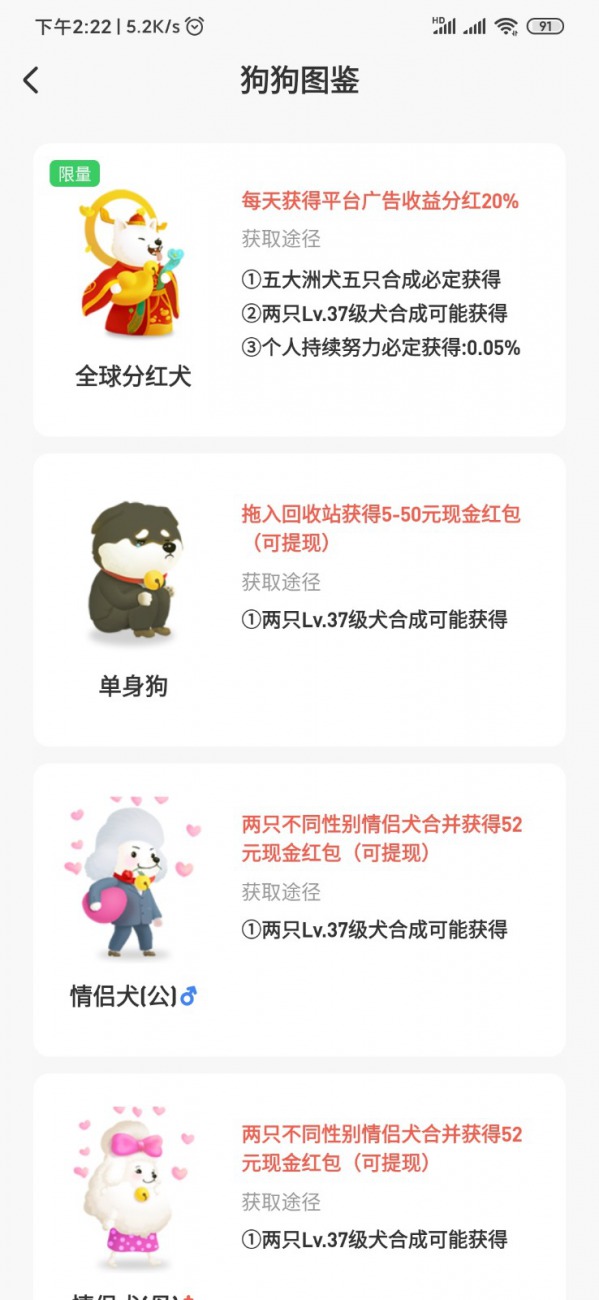 下午2:22 | 5.2K/s
HD
91
狗狗图鉴
限量
每天获得平台广告收益分红20%
获取途径
①五大洲犬五只合成必定获得
②两只Lv.37级犬合成可能获得
③个人持续努力必定获得:0.05%
全球分红犬
拖入回收站获得5-50元现金红包
（可提现）
获取途径
①两只Lv.37级犬合成可能获得
单身狗
两只不同性别情侣犬合并获得52
元现金红包（可提现）
获取途径
①两只Lv.37级犬合成可能获得
情侣犬(公)♂
两只不同性别情侣犬合并获得52
元现金红包（可提现）
获取途径
①两只Lv.37级犬合成可能获得